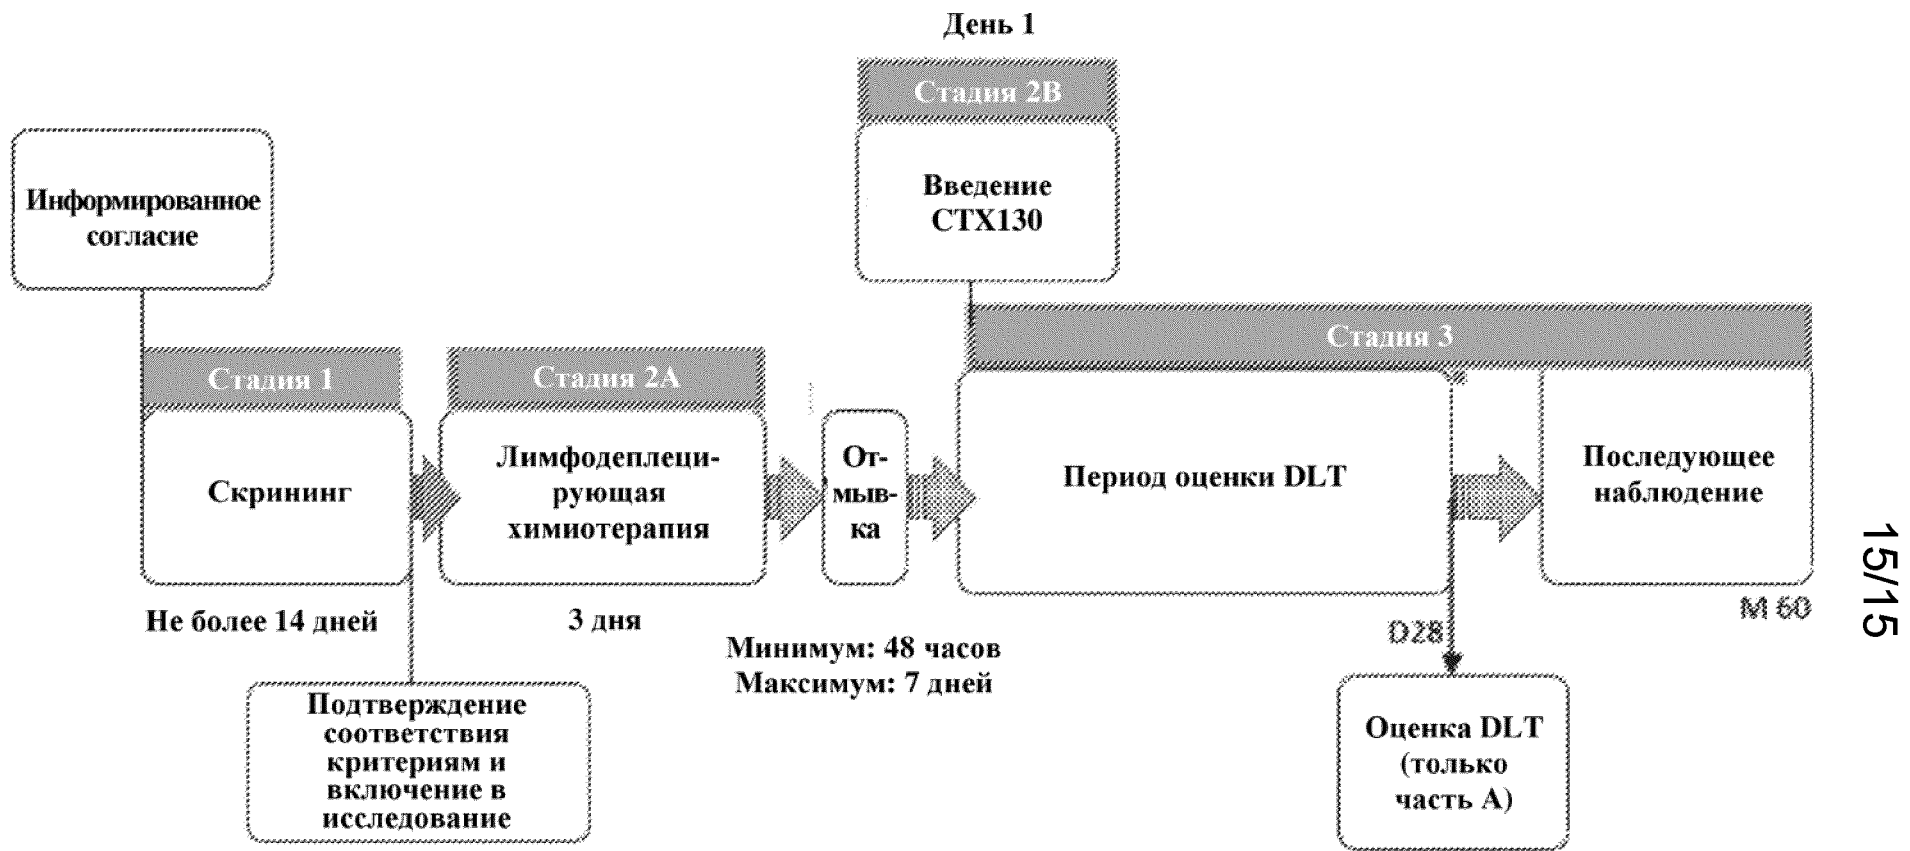 День 1
Стадия 2B
Введение
CTX130
Информированное
согласие
Стадия 1
Скрининг
Не более 14 дней
Подтверждение
соответствия
критериям и
включение в
исследование
Стадия 2A
Лимфодеплеци-
рующая
химиотерапия
3 дня
От-
мыв-
ка
Минимум: 48 часов
Максимум: 7 дней
Стадия 3
Период оценки DLT
D28
Оценка DLT
(только
часть A)
Последующее
наблюдение
M 60
15/15